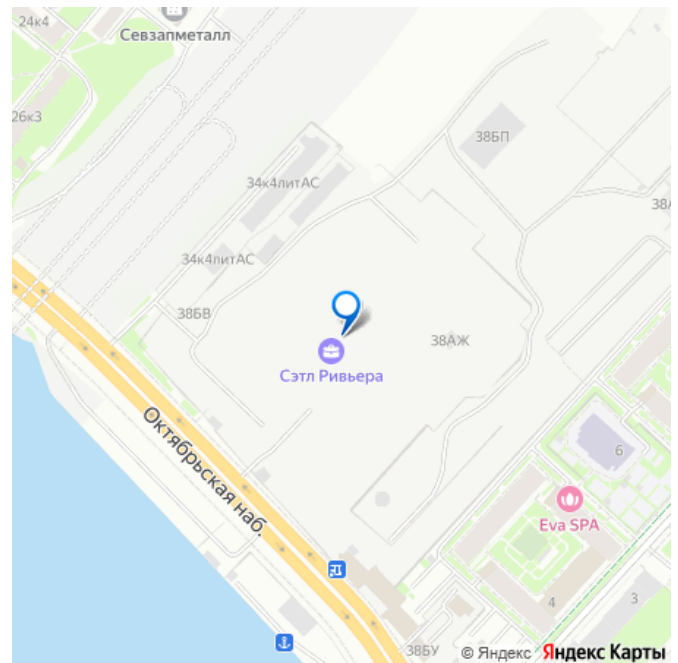 24к4
Севзапметалл
26к3
38БП
34к4литАС
38А
34к4литАС
38БВ
38АЖ
Сэтл Ривьера
Октябрьская наб.
6
Eva SPA
4
3
38БУ
© Яндекс Яндекс Карты